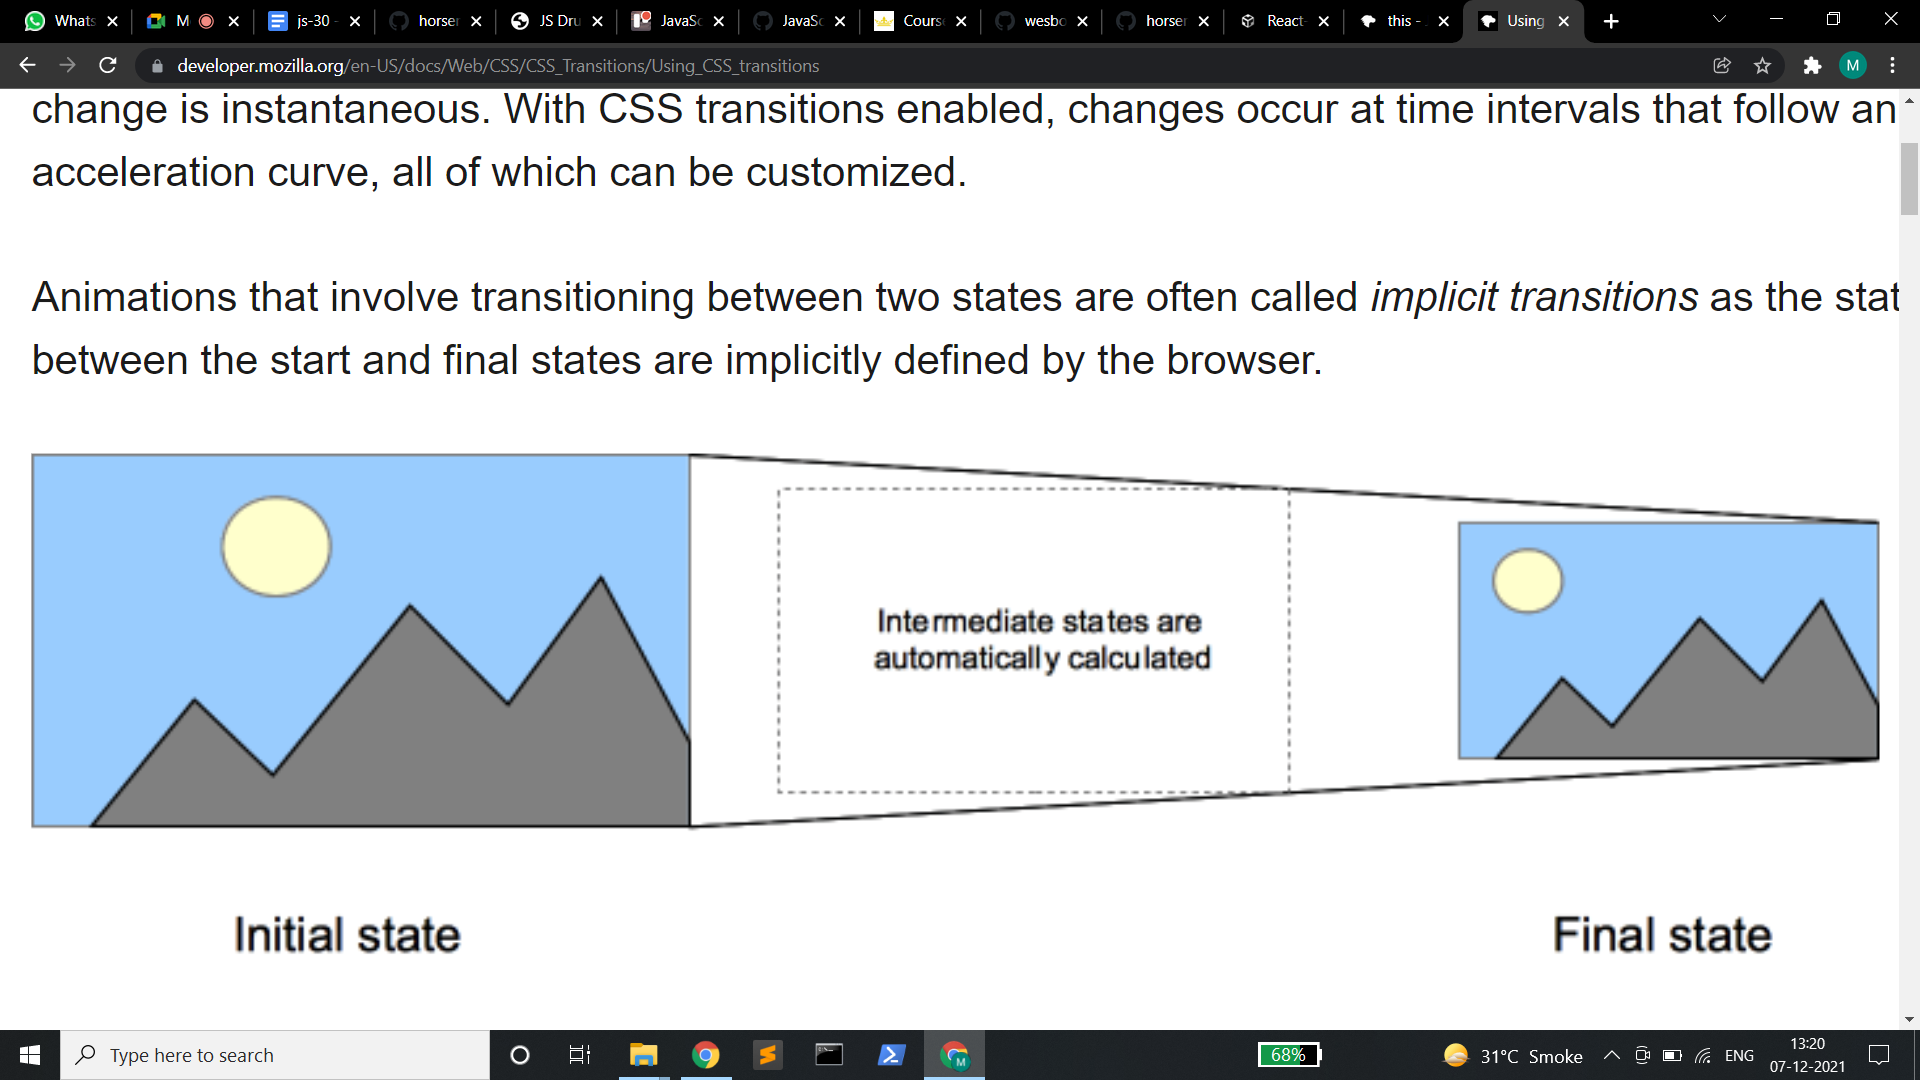 Whats
M
js-30 -
horser
JS Dru
JavaSc
JavaSc
Cours
wesbo
horser
React-
this - 
Using
developer.mozilla.org/en-US/docs/Web/CSS/CSS_Transitions/Using_CSS_transitions
M
change is instantaneous. With CSS transitions enabled, changes occur at time intervals that follow an
acceleration curve, all of which can be customized.
Animations that involve transitioning between two states are often called implicit transitions as the stat
between the start and final states are implicitly defined by the browser.
Intermediate states are
automatically calculated
Initial state
Final state
Type here to search
68%
31°C Smoke
ENG
13:20
07-12-2021